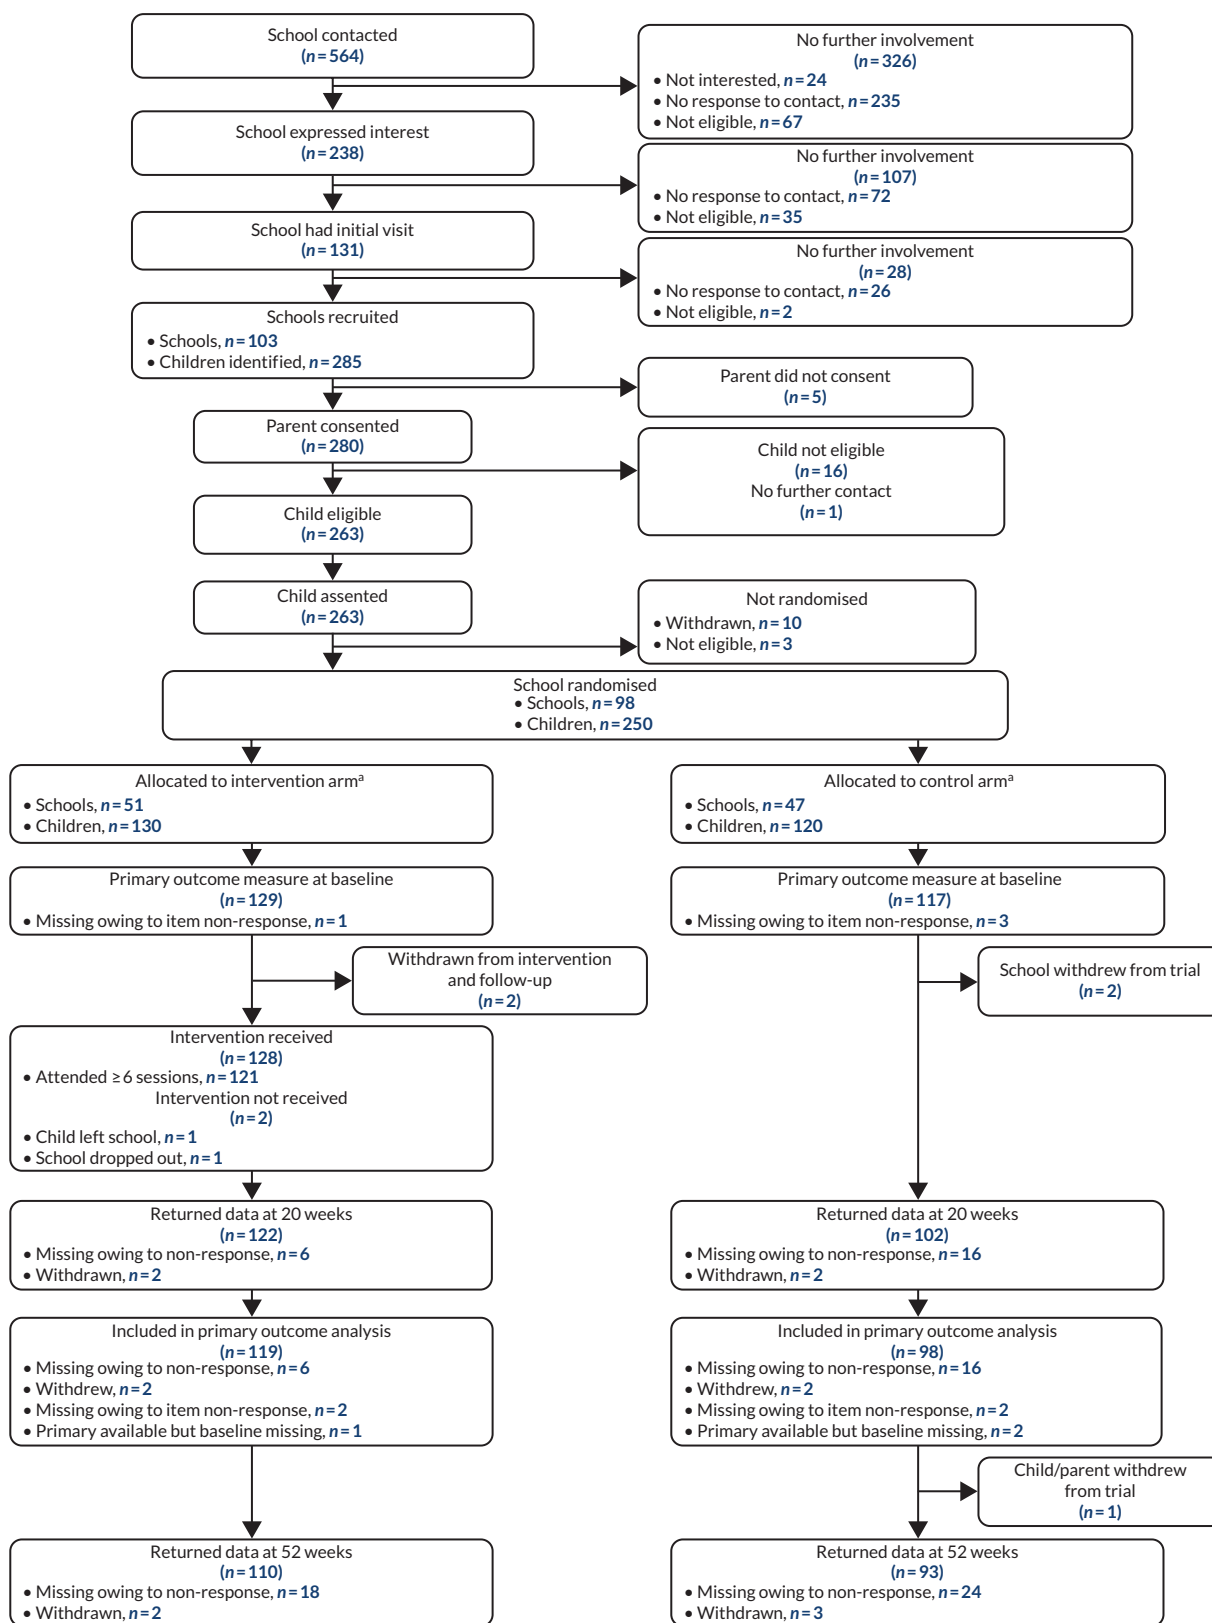 School contacted
(n=564)
No further involvement
(n=326)
• Not interested, n=24
• No response to contact, n=235
• Not eligible, n=67
School expressed interest
(n=238)
No further involvement
(n=107)
• No response to contact, n=72
• Not eligible, n=35
School had initial visit
(n=131)
No further involvement
(n=28)
• No response to contact, n=26
• Not eligible, n=2
Schools recruited
• Schools, n=103
• Children identified, n=285
Parent did not consent
(n=5)
Parent consented
(n=280)
Child not eligible
(n=16)
No further contact
(n=1)
Child eligible
(n=263)
Child assented
(n=263)
Not randomised
• Withdrawn, n=10
• Not eligible, n=3
School randomised
• Schools, n=98
• Children, n=250
Allocated to intervention armᵃ
• Schools, n=51
• Children, n=130
Allocated to control armᵃ
• Schools, n=47
• Children, n=120
Primary outcome measure at baseline
(n=129)
• Missing owing to item non-response, n=1
Primary outcome measure at baseline
(n=117)
• Missing owing to item non-response, n=3
Withdrawn from intervention
and follow-up
(n=2)
School withdrew from trial
(n=2)
Intervention received
(n=128)
• Attended ≥6 sessions, n=121
Intervention not received
(n=2)
• Child left school, n=1
• School dropped out, n=1
Returned data at 20 weeks
(n=122)
• Missing owing to non-response, n=6
• Withdrawn, n=2
Returned data at 20 weeks
(n=102)
• Missing owing to non-response, n=16
• Withdrawn, n=2
Included in primary outcome analysis
(n=119)
• Missing owing to non-response, n=6
• Withdrew, n=2
• Missing owing to item non-response, n=2
• Primary available but baseline missing, n=1
Included in primary outcome analysis
(n=98)
• Missing owing to non-response, n=16
• Withdrew, n=2
• Missing owing to item non-response, n=2
• Primary available but baseline missing, n=2
Child/parent withdrew
from trial
(n=1)
Returned data at 52 weeks
(n=110)
• Missing owing to non-response, n=18
• Withdrawn, n=2
Returned data at 52 weeks
(n=93)
• Missing owing to non-response, n=24
• Withdrawn, n=3